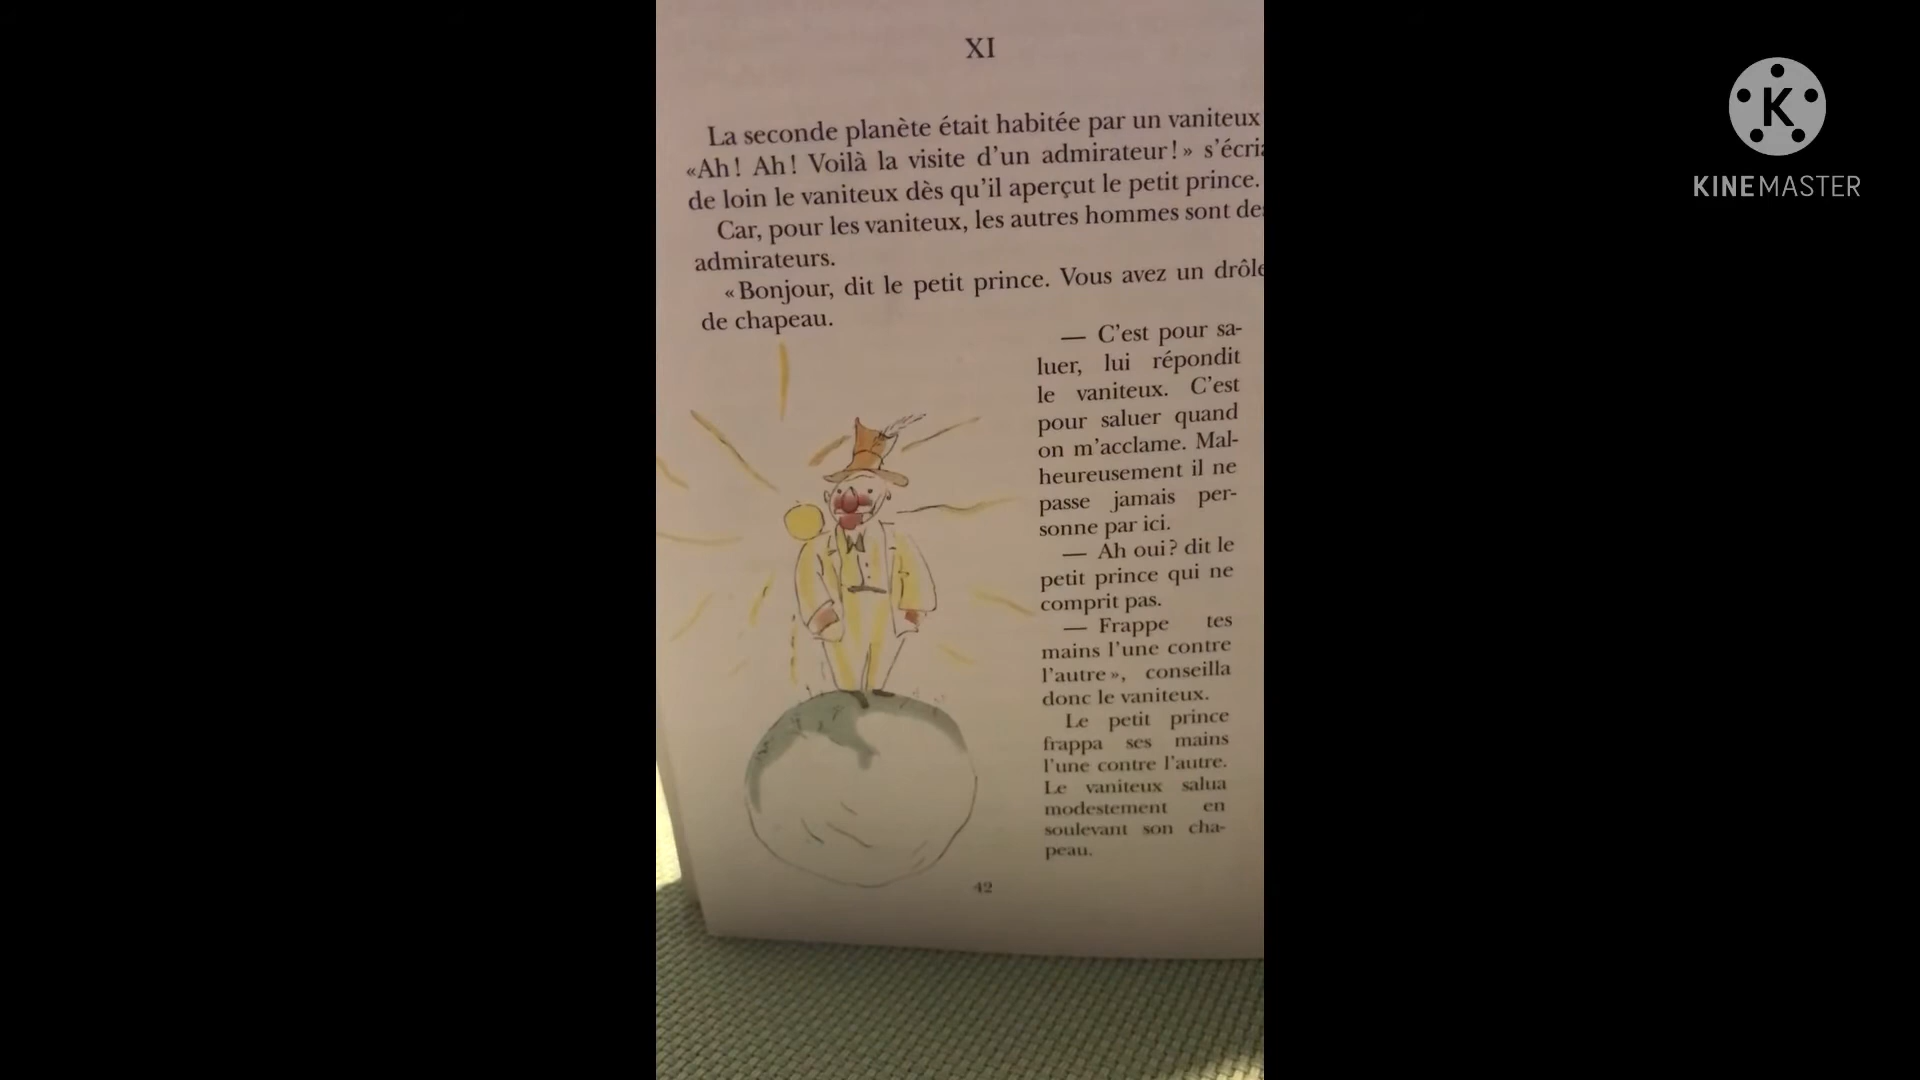 XI
La seconde planète était habitée par un vaniteux
«Ah! Ah! Voilà la visite d'un admirateur!» s'écria
de loin le vaniteux dès qu'il aperçut le petit prince.
Car, pour les vaniteux, les autres hommes sont des
admirateurs.
«Bonjour, dit le petit prince. Vous avez un drôle
de chapeau.
— C'est pour sa-
luer, lui répondit
le vaniteux. C'est
pour saluer quand
on m'acclame. Mal-
heureusement il ne
passe jamais per-
sonne par ici.
— Ah oui? dit le
petit prince qui ne
comprit pas.
— Frappe tes
mains l'une contre
l'autre», conseilla
donc le vaniteux.
Le petit prince
frappa ses mains
l'une contre l'autre.
Le vaniteux salua
modestement en
soulevant son cha-
peau.
42
K
KINEMASTER